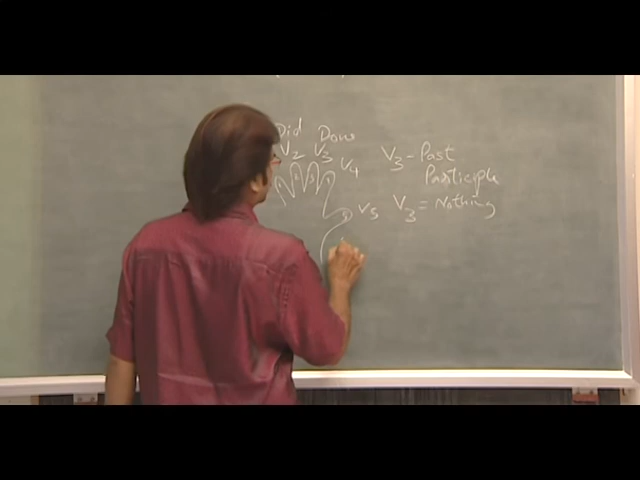 Did Done
V2 V3 V4
V3 - Past
Participle
V5 V3 = Nothing